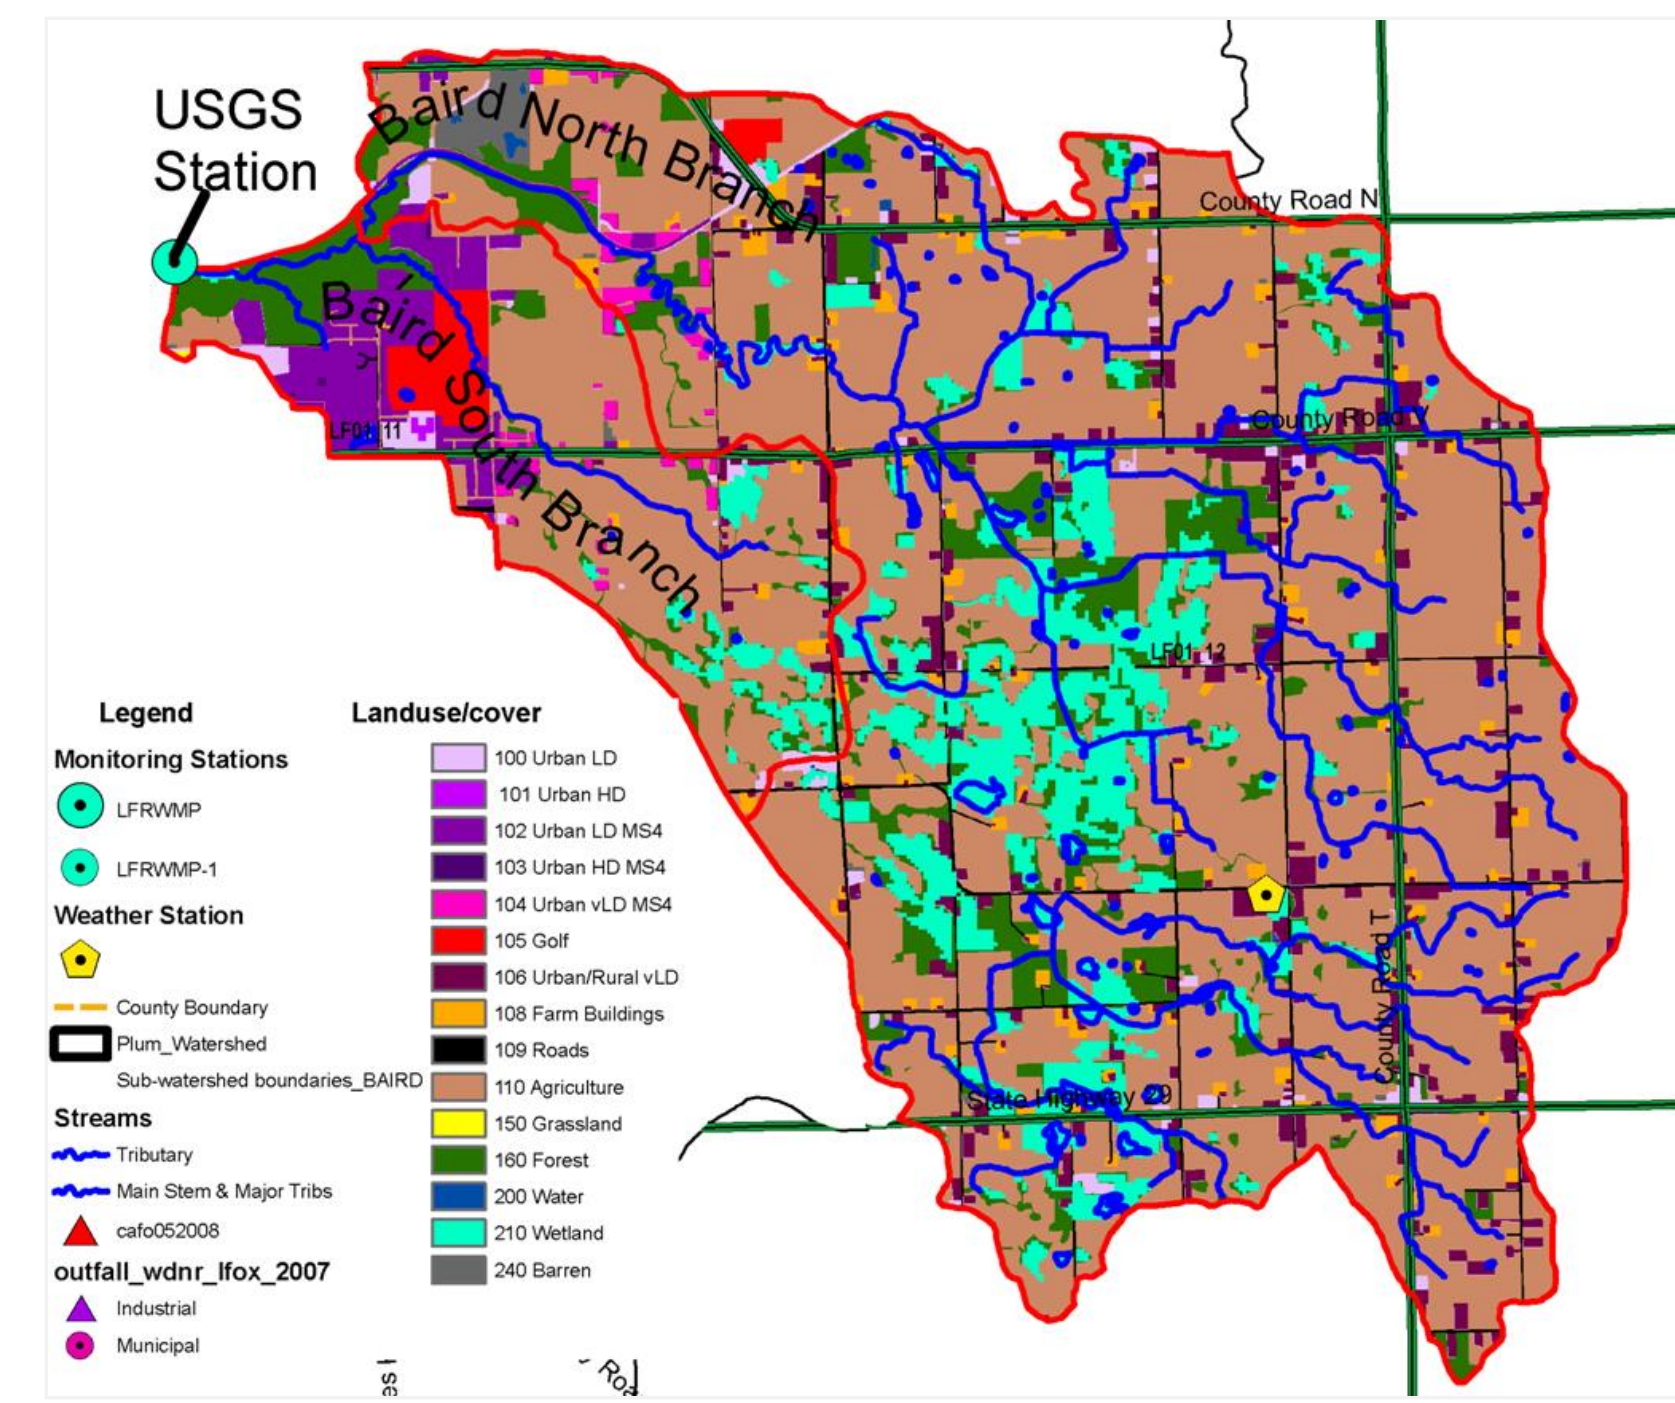 USGS
Station
Baird North Branch
County Road N
Baird South Branch
LF01_11
County Road V
LF01_12
County Road T
State Highway 29
Legend
Monitoring Stations
LFRWMP
LFRWMP-1
Weather Station
County Boundary
Plum_Watershed
Sub-watershed boundaries_BAIRD
Streams
Tributary
Main Stem & Major Tribs
cafo052008
outfall_wdnr_lfox_2007
Industrial
Municipal
Landuse/cover
100 Urban LD
101 Urban HD
102 Urban LD MS4
103 Urban HD MS4
104 Urban vLD MS4
105 Golf
106 Urban/Rural vLD
108 Farm Buildings
109 Roads
110 Agriculture
150 Grassland
160 Forest
200 Water
210 Wetland
240 Barren